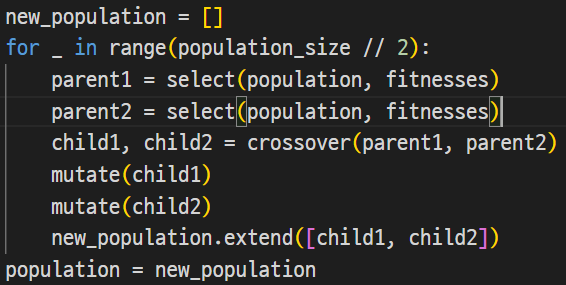 new_population = []
for _ in range(population_size // 2):
    parent1 = select(population, fitnesses)
    parent2 = select(population, fitnesses)
    child1, child2 = crossover(parent1, parent2)
    mutate(child1)
    mutate(child2)
    new_population.extend([child1, child2])
population = new_population